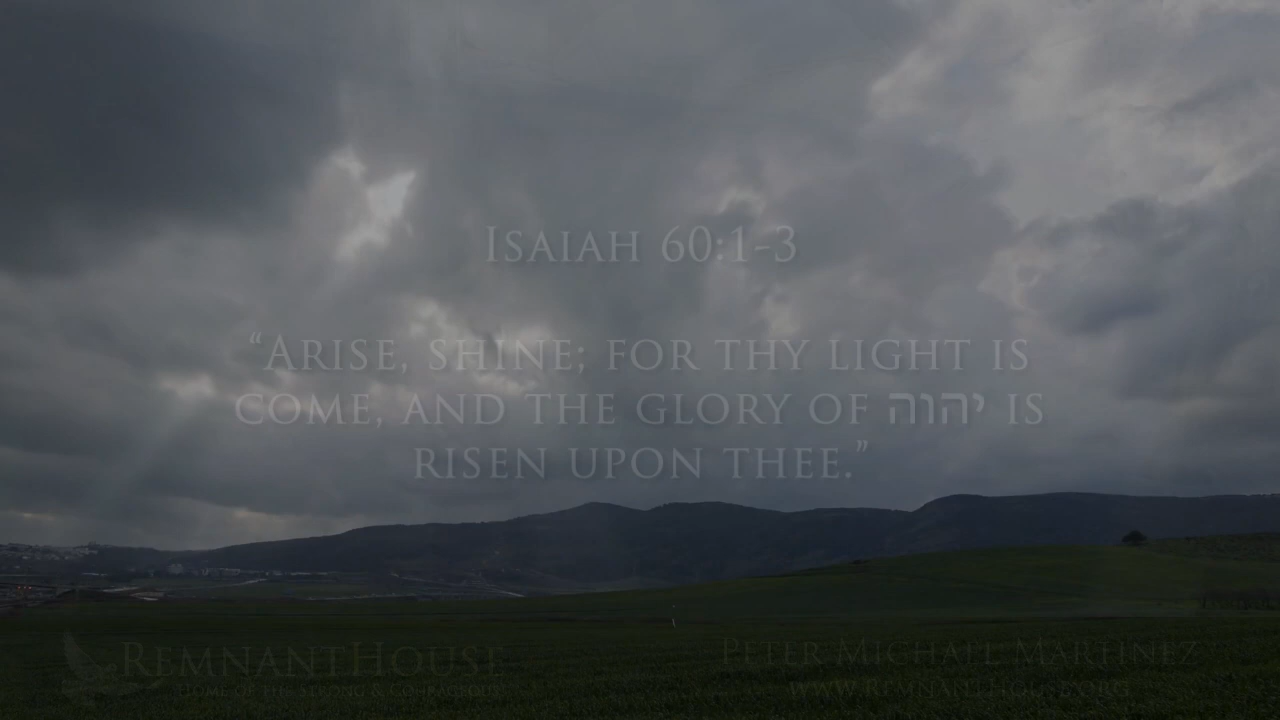 Isaiah 60:1-3
“Arise, shine; for thy light is
come, and the glory of יהוה is
risen upon thee.”
RemnantHouse
Home of the Strong & Courageous
Peter Michael Martinez
www.RemnantHouse.org